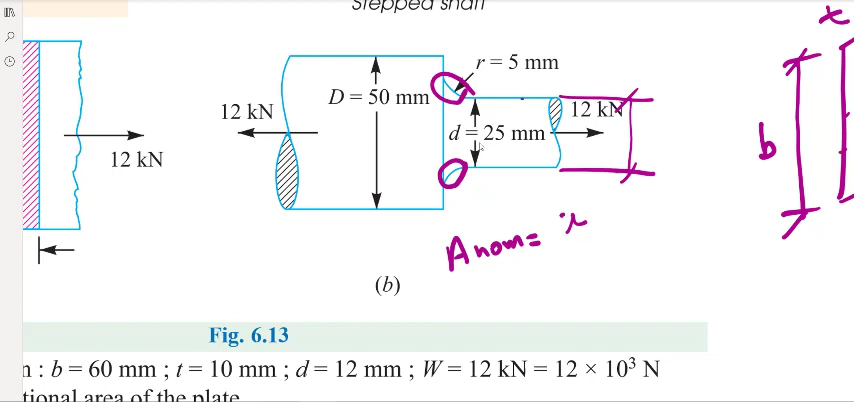 Stepped shaft
r = 5 mm
D = 50 mm
12 kN
12 kN
d = 25 mm
12 kN
t
b
Anom =
(b)
Fig. 6.13
n : b = 60 mm ; t = 10 mm ; d = 12 mm ; W = 12 kN = 12 × 10³ N
tional area of the plate